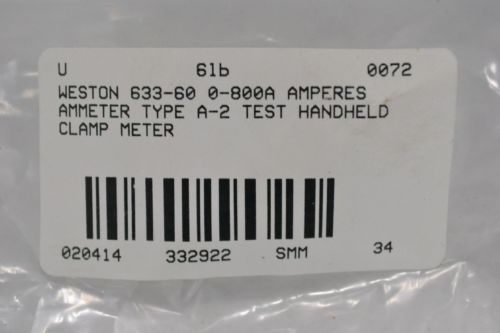 U 61b 0072
WESTON 633-60 0-800A AMPERES
AMMETER TYPE A-2 TEST HANDHELD
CLAMP METER
020414 332922 SMM 34